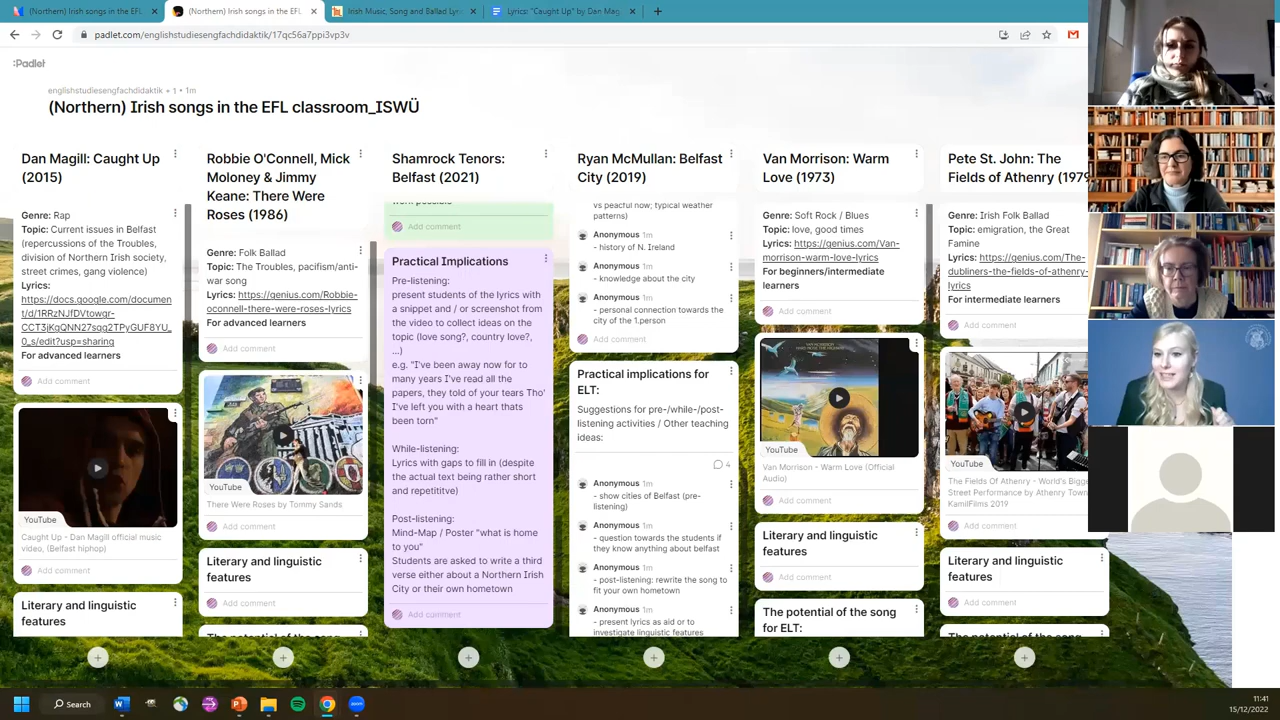 (Northern) Irish songs in the EFL
(Northern) Irish songs in the EFL
Irish Music, Song and Ballad Lyr
Lyrics: "Caught Up" by Dan Mag
padlet.com/englishstudiesengfachdidaktik/17qc56a7ppi3vp3v
:Padlet
englishstudiesengfachdidaktik • 1 • 1m
(Northern) Irish songs in the EFL classroom_ISWÜ
Dan Magill: Caught Up
(2015)
Genre: Rap
Topic: Current issues in Belfast
(repercussions of the Troubles,
division of Northern Irish society,
street crimes, gang violence)
Lyrics:
https://docs.google.com/documen
t/d/1RRzNJfDVtowgr-
CCT3jKgQNN27sqq2TPyGUF8YU_
0_s/edit?usp=sharing
For advanced learners
Add comment
YouTube
Caught Up - Dan Magill official music
video, (Belfast hiphop)
Add comment
Literary and linguistic
features
Robbie O'Connell, Mick
Moloney & Jimmy
Keane: There Were
Roses (1986)
Genre: Folk Ballad
Topic: The Troubles, pacifism/anti-
war song
Lyrics: https://genius.com/Robbie-
oconnell-there-were-roses-lyrics
For advanced learners
Add comment
YouTube
There Were Roses by Tommy Sands
Add comment
Literary and linguistic
features
Add comment
The potential of the song
Shamrock Tenors:
Belfast (2021)
work possible
Add comment
Practical Implications
Pre-listening:
present students of the lyrics with
a snippet and / or screenshot from
the video to collect ideas on the
topic (love song?, country love?,
...)
e.g. "I've been away now for to
many years I've read all the
papers, they told of your tears Tho'
I've left you with a heart thats
been torn"
While-listening:
Lyrics with gaps to fill in (despite
the actual text being rather short
and repetititve)
Post-listening:
Mind-Map / Poster "what is home
to you"
Students are asked to write a third
verse either about a Northern Irish
City or their own hometown
Add comment
Ryan McMullan: Belfast
City (2019)
vs peacful now; typical weather
patterns)
Anonymous 1m
- history of N. Ireland
Anonymous 1m
- knowledge about the city
Anonymous 1m
- personal connection towards the
city of the 1.person
Add comment
Practical implications for
ELT:
Suggestions for pre-/while-/post-
listening activities / Other teaching
ideas:
4
Anonymous 1m
- show cities of Belfast (pre-
listening)
Anonymous 1m
- question towards the students if
they know anything about belfast
Anonymous 1m
- post-listening: rewrite the song to
fit your own hometown
Anonymous 1m
- present lyrics as aid or to
investigate linguistic features
Van Morrison: Warm
Love (1973)
Genre: Soft Rock / Blues
Topic: love, good times
Lyrics: https://genius.com/Van-
morrison-warm-love-lyrics
For beginners/intermediate
learners
Add comment
YouTube
Van Morrison - Warm Love (Official
Audio)
Add comment
Literary and linguistic
features
Add comment
The potential of the song
for ELT:
Pete St. John: The
Fields of Athenry (1979
Genre: Irish Folk Ballad
Topic: emigration, the Great
Famine
Lyrics: https://genius.com/The-
dubliners-the-fields-of-athenry-
lyrics
For intermediate learners
Add comment
YouTube
The Fields Of Athenry - World's Bigge
Street Performance by Athenry Town
KamilFilms 2019
Add comment
Literary and linguistic
features
Add comment
Search
11:41
15/12/2022